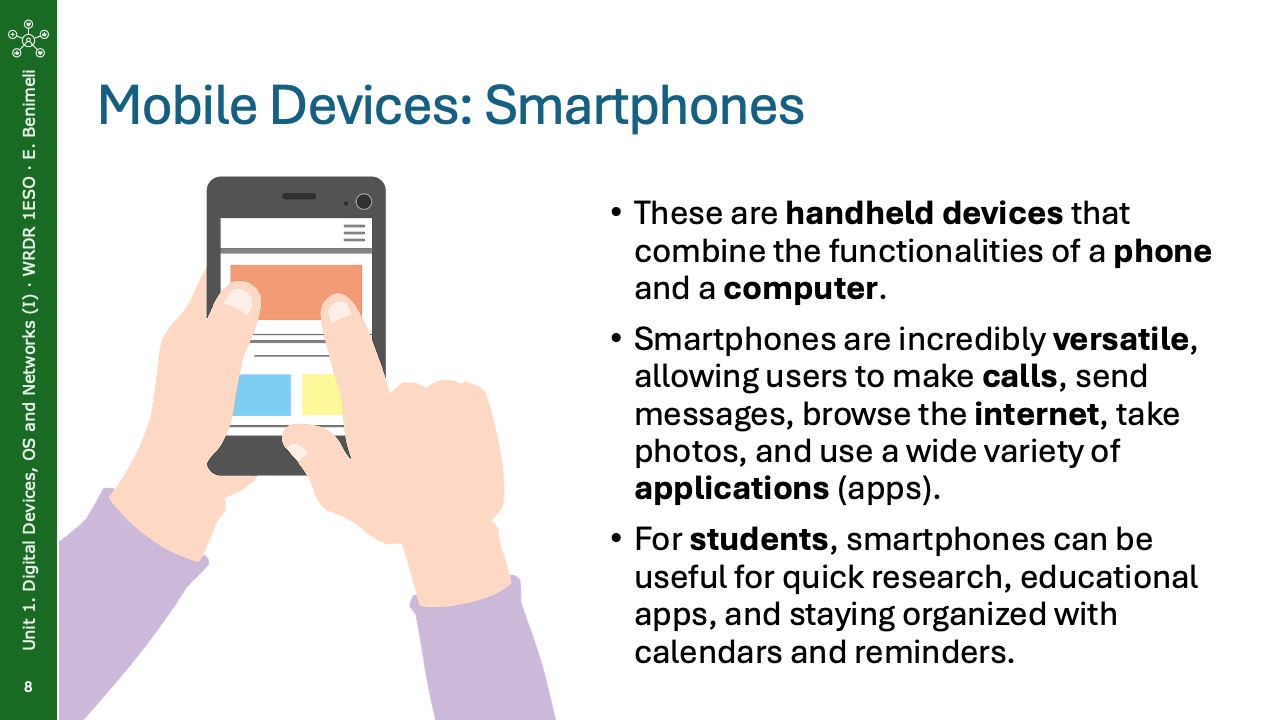 Mobile Devices: Smartphones
• These are handheld devices that
combine the functionalities of a phone
and a computer.
• Smartphones are incredibly versatile,
allowing users to make calls, send
messages, browse the internet, take
photos, and use a wide variety of
applications (apps).
• For students, smartphones can be
useful for quick research, educational
apps, and staying organized with
calendars and reminders.
Unit 1. Digital Devices, OS and Networks (I) · WRDR 1ESO · E. Benimeli
8